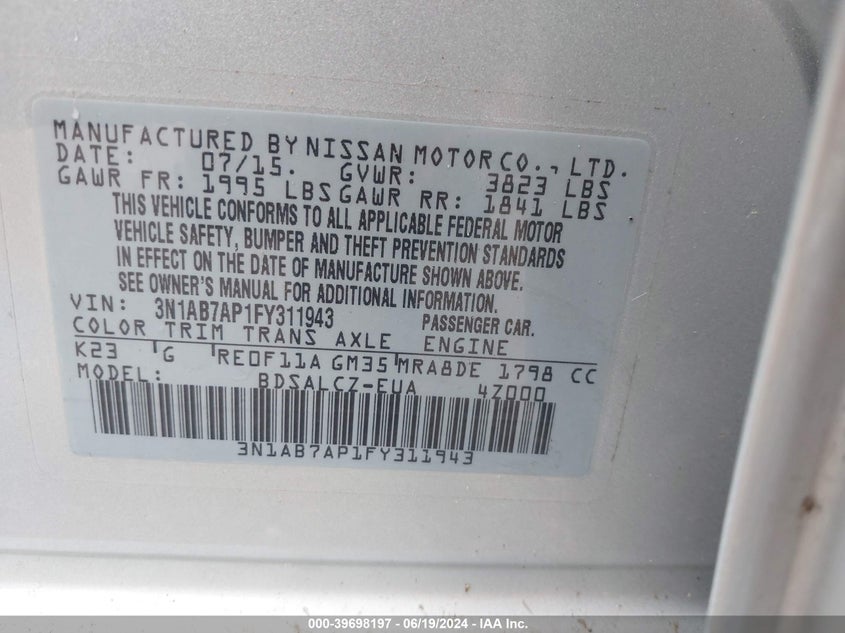 MANUFACTURED BY NISSAN MOTOR CO., LTD.
DATE: 07/15. GVWR: 3823 LBS
GAWR FR: 1995 LBS GAWR RR: 1841 LBS
THIS VEHICLE CONFORMS TO ALL APPLICABLE FEDERAL MOTOR
VEHICLE SAFETY, BUMPER AND THEFT PREVENTION STANDARDS
IN EFFECT ON THE DATE OF MANUFACTURE SHOWN ABOVE.
SEE OWNER'S MANUAL FOR ADDITIONAL INFORMATION.
VIN: 3N1AB7AP1FY311943 PASSENGER CAR.
COLOR TRIM TRANS AXLE ENGINE
K23 G RE0F11A GM35 MRA8DE 1798 CC
MODEL: BDSALCZ-EUA 4Z000
3N1AB7AP1FY311943
000-39698197 - 06/19/2024 - IAA Inc.